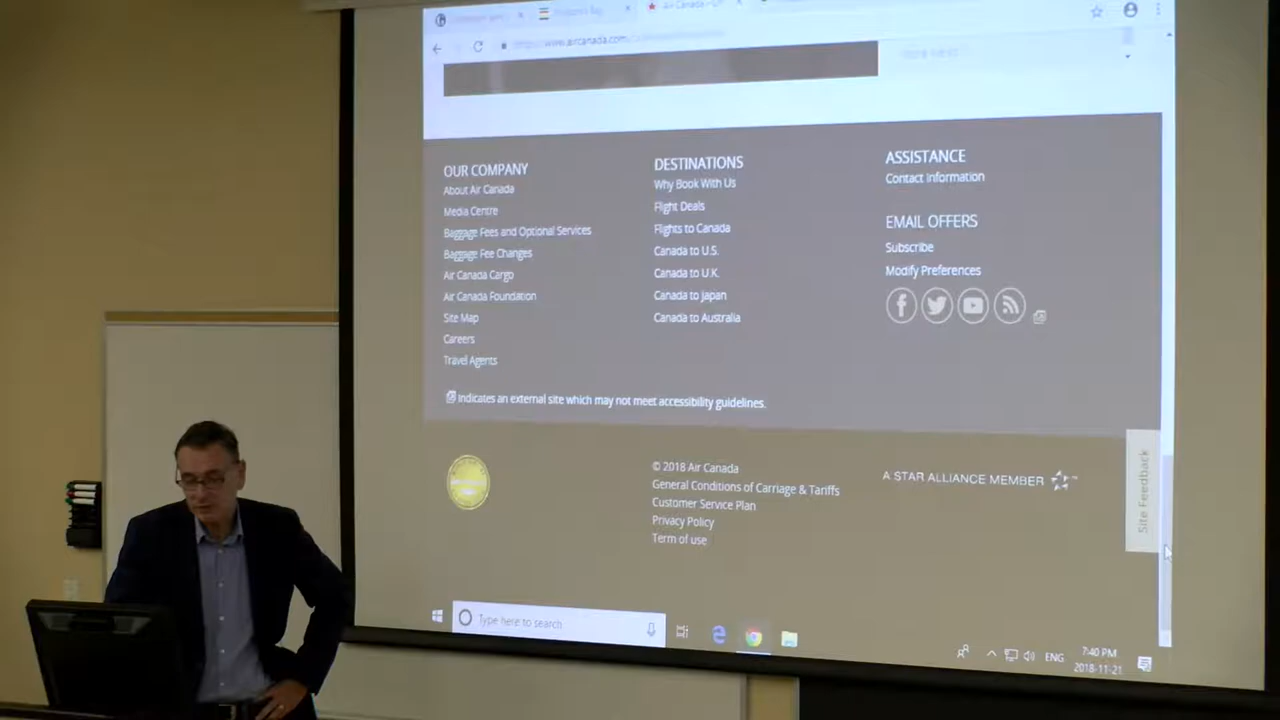 Air Canada
www.aircanada.com
OUR COMPANY
About Air Canada
Media Centre
Baggage Fees and Optional Services
Baggage Fee Changes
Air Canada Cargo
Air Canada Foundation
Site Map
Careers
Travel Agents
DESTINATIONS
Why Book With Us
Flight Deals
Flights to Canada
Canada to U.S.
Canada to U.K.
Canada to Japan
Canada to Australia
ASSISTANCE
Contact Information
EMAIL OFFERS
Subscribe
Modify Preferences
Indicates an external site which may not meet accessibility guidelines.
© 2018 Air Canada
General Conditions of Carriage & Tariffs
Customer Service Plan
Privacy Policy
Term of use
A STAR ALLIANCE MEMBER
Site Feedback
Type here to search
ENG
7:40 PM
2018-11-21